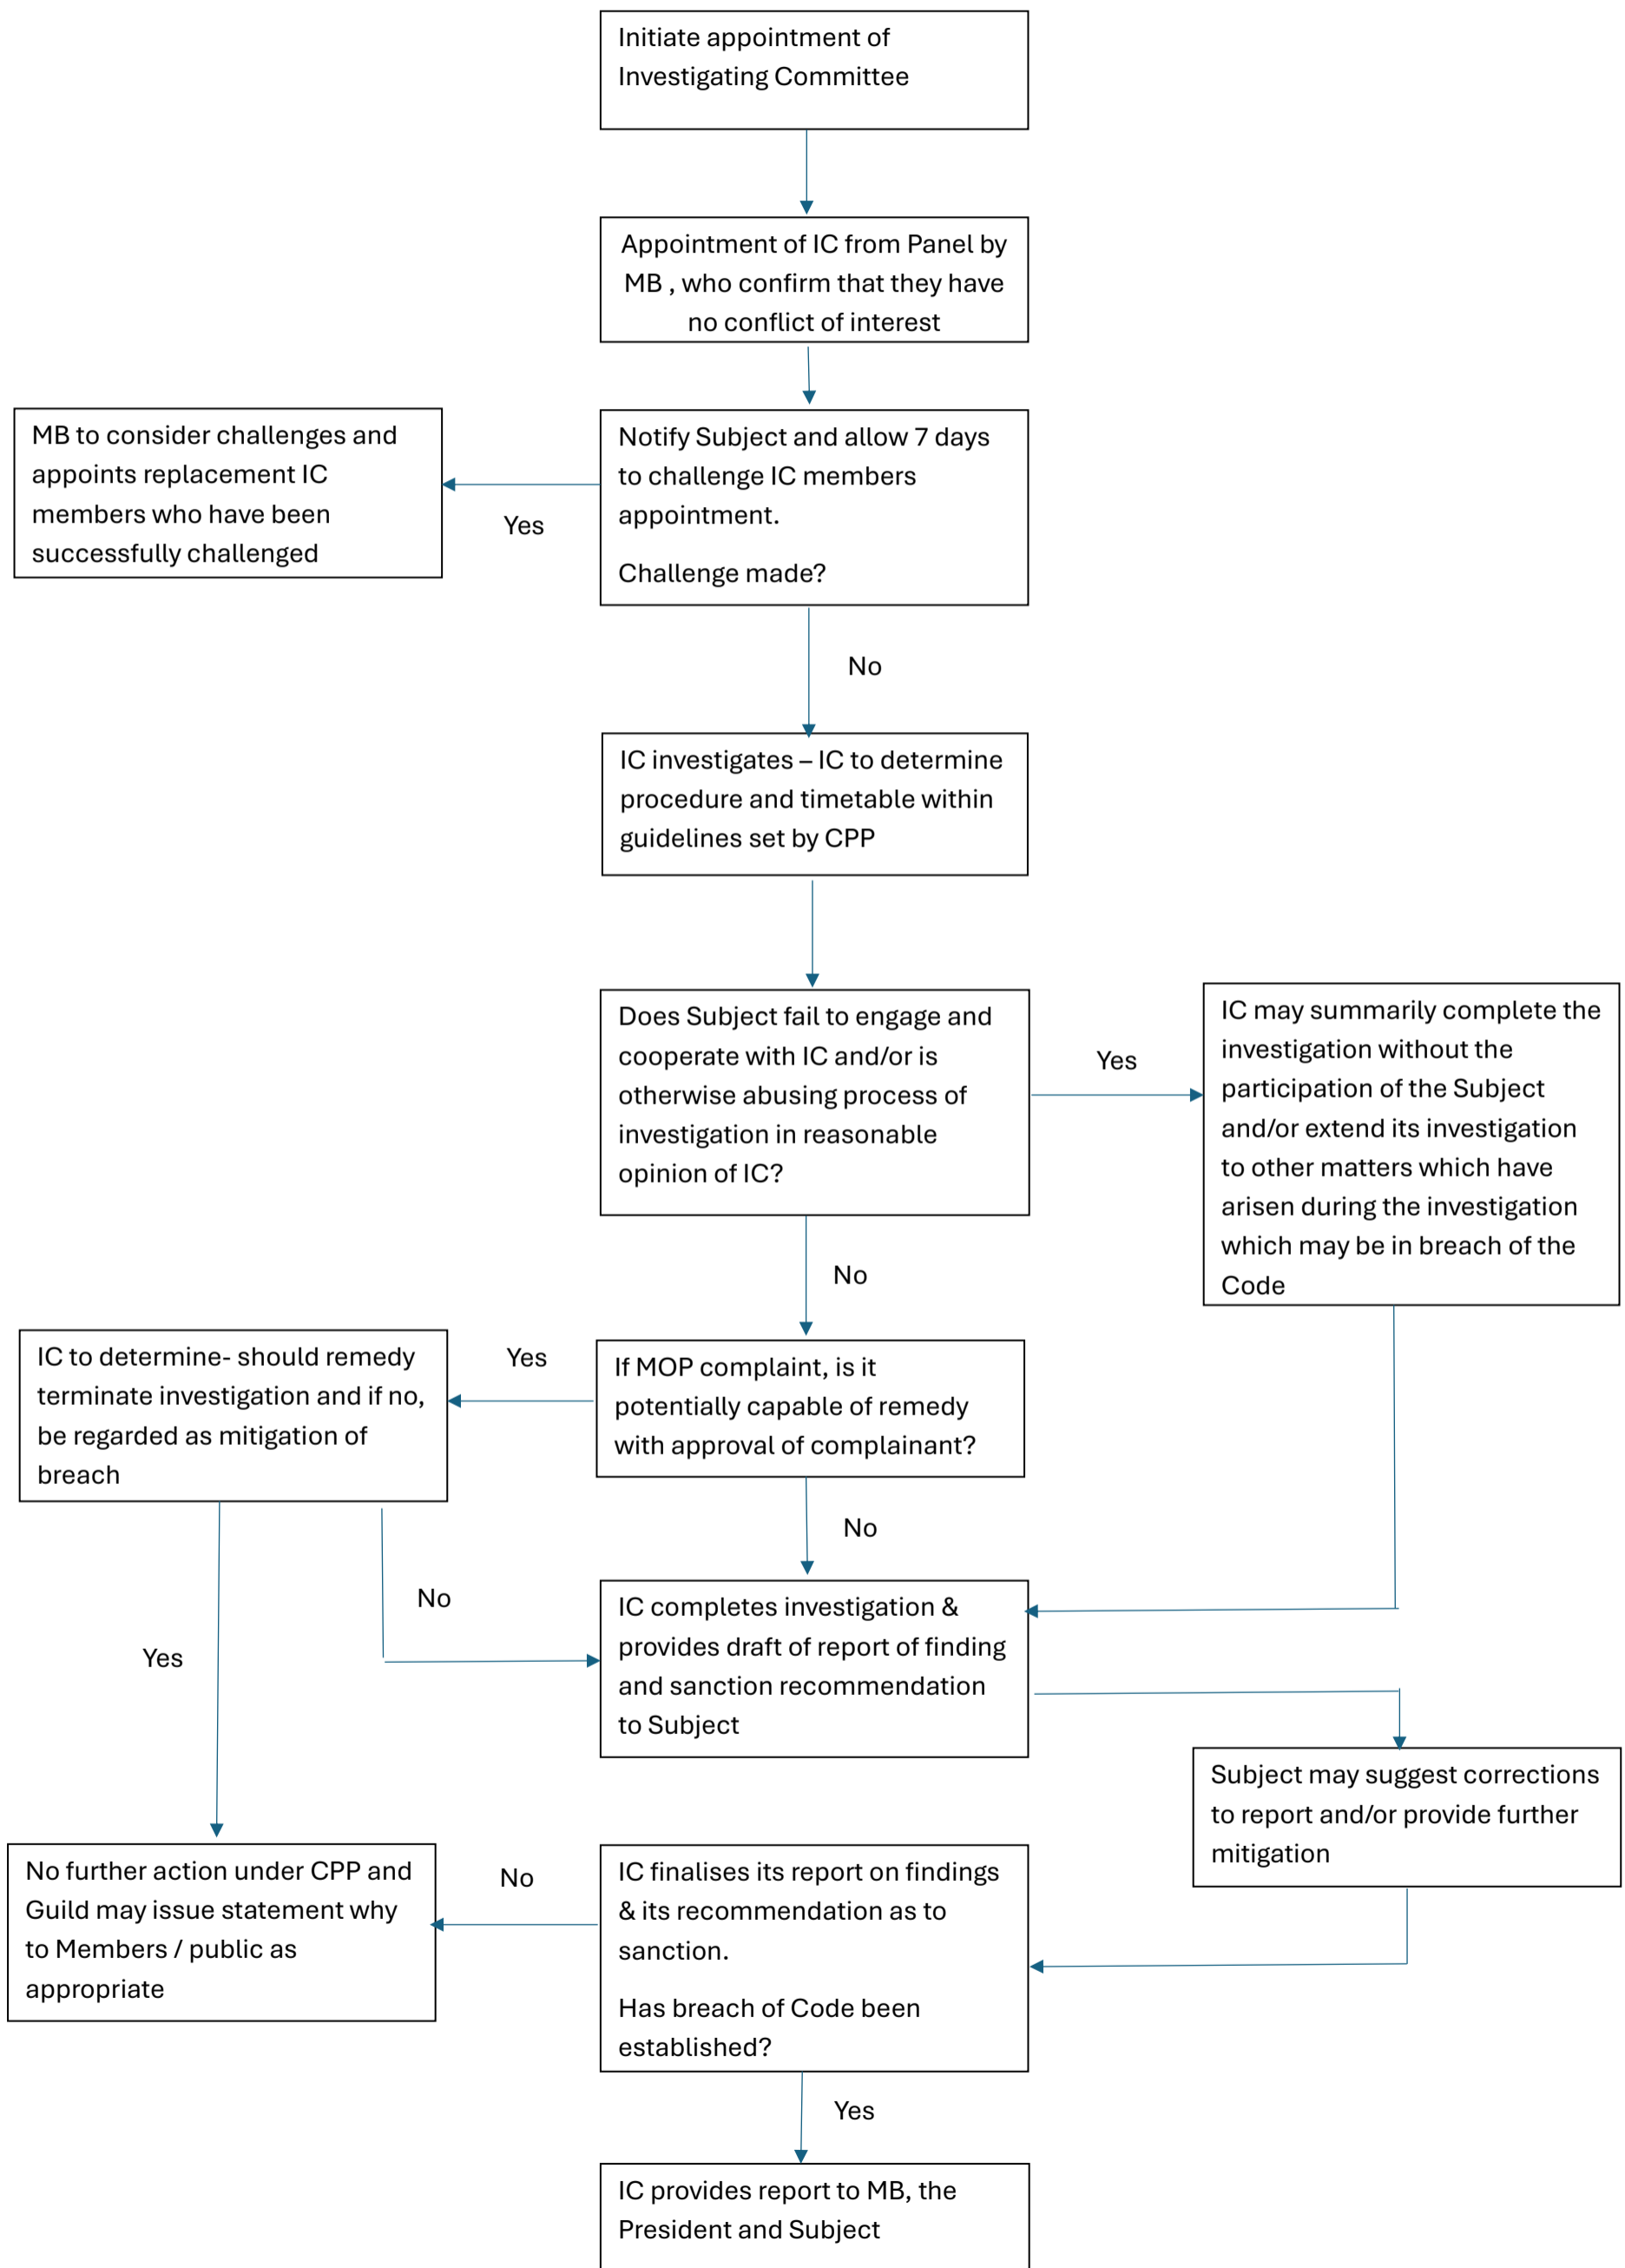 Initiate appointment of
Investigating Committee
Appointment of IC from Panel by
MB , who confirm that they have
no conflict of interest
MB to consider challenges and
appoints replacement IC
members who have been
successfully challenged
Yes
Notify Subject and allow 7 days
to challenge IC members
appointment.
Challenge made?
No
IC investigates – IC to determine
procedure and timetable within
guidelines set by CPP
Does Subject fail to engage and
cooperate with IC and/or is
otherwise abusing process of
investigation in reasonable
opinion of IC?
Yes
IC may summarily complete the
investigation without the
participation of the Subject
and/or extend its investigation
to other matters which have
arisen during the investigation
which may be in breach of the
Code
No
IC to determine- should remedy
terminate investigation and if no,
be regarded as mitigation of
breach
Yes
If MOP complaint, is it
potentially capable of remedy
with approval of complainant?
No
No
Yes
IC completes investigation &
provides draft of report of finding
and sanction recommendation
to Subject
Subject may suggest corrections
to report and/or provide further
mitigation
No further action under CPP and
Guild may issue statement why
to Members / public as
appropriate
No
IC finalises its report on findings
& its recommendation as to
sanction.
Has breach of Code been
established?
Yes
IC provides report to MB, the
President and Subject